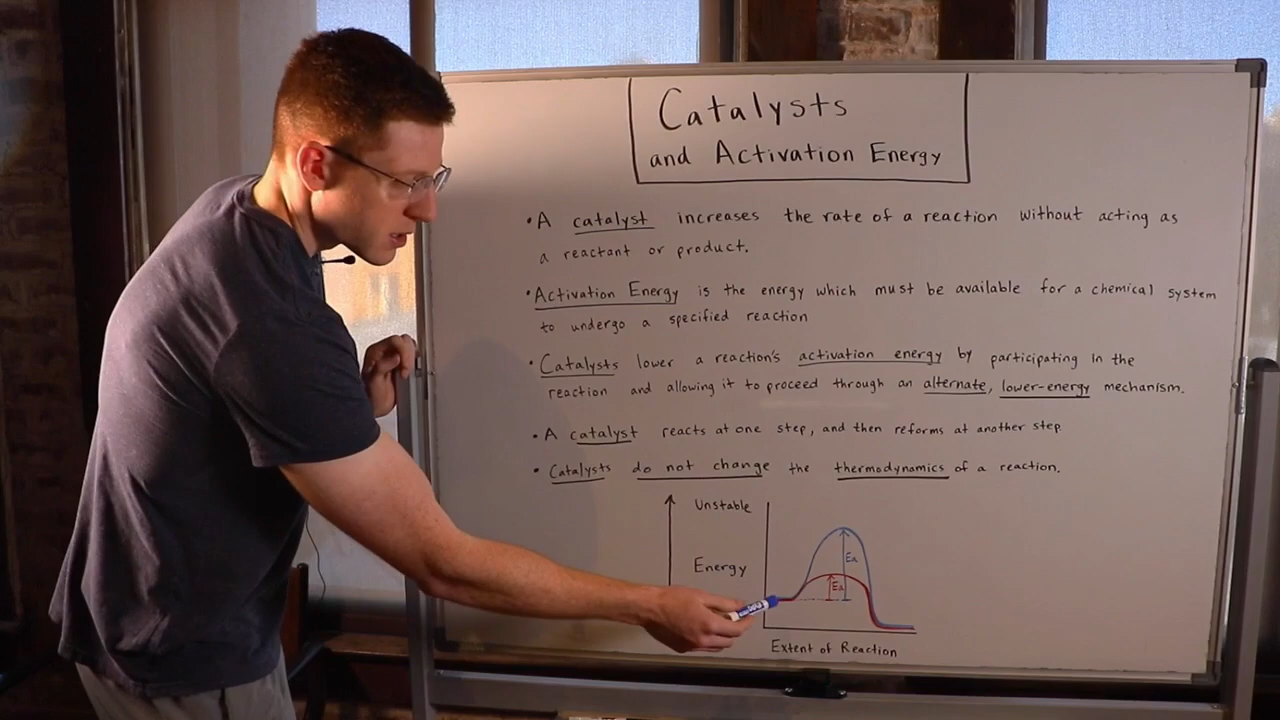 Catalysts
and Activation Energy
• A catalyst increases the rate of a reaction without acting as
a reactant or product.
• Activation Energy is the energy which must be available for a chemical system
to undergo a specified reaction
• Catalysts lower a reaction's activation energy by participating in the
reaction and allowing it to proceed through an alternate, lower-energy mechanism.
• A catalyst reacts at one step, and then reforms at another step
• Catalysts do not change the thermodynamics of a reaction.
Unstable
Energy
Ea
Ea
Extent of Reaction